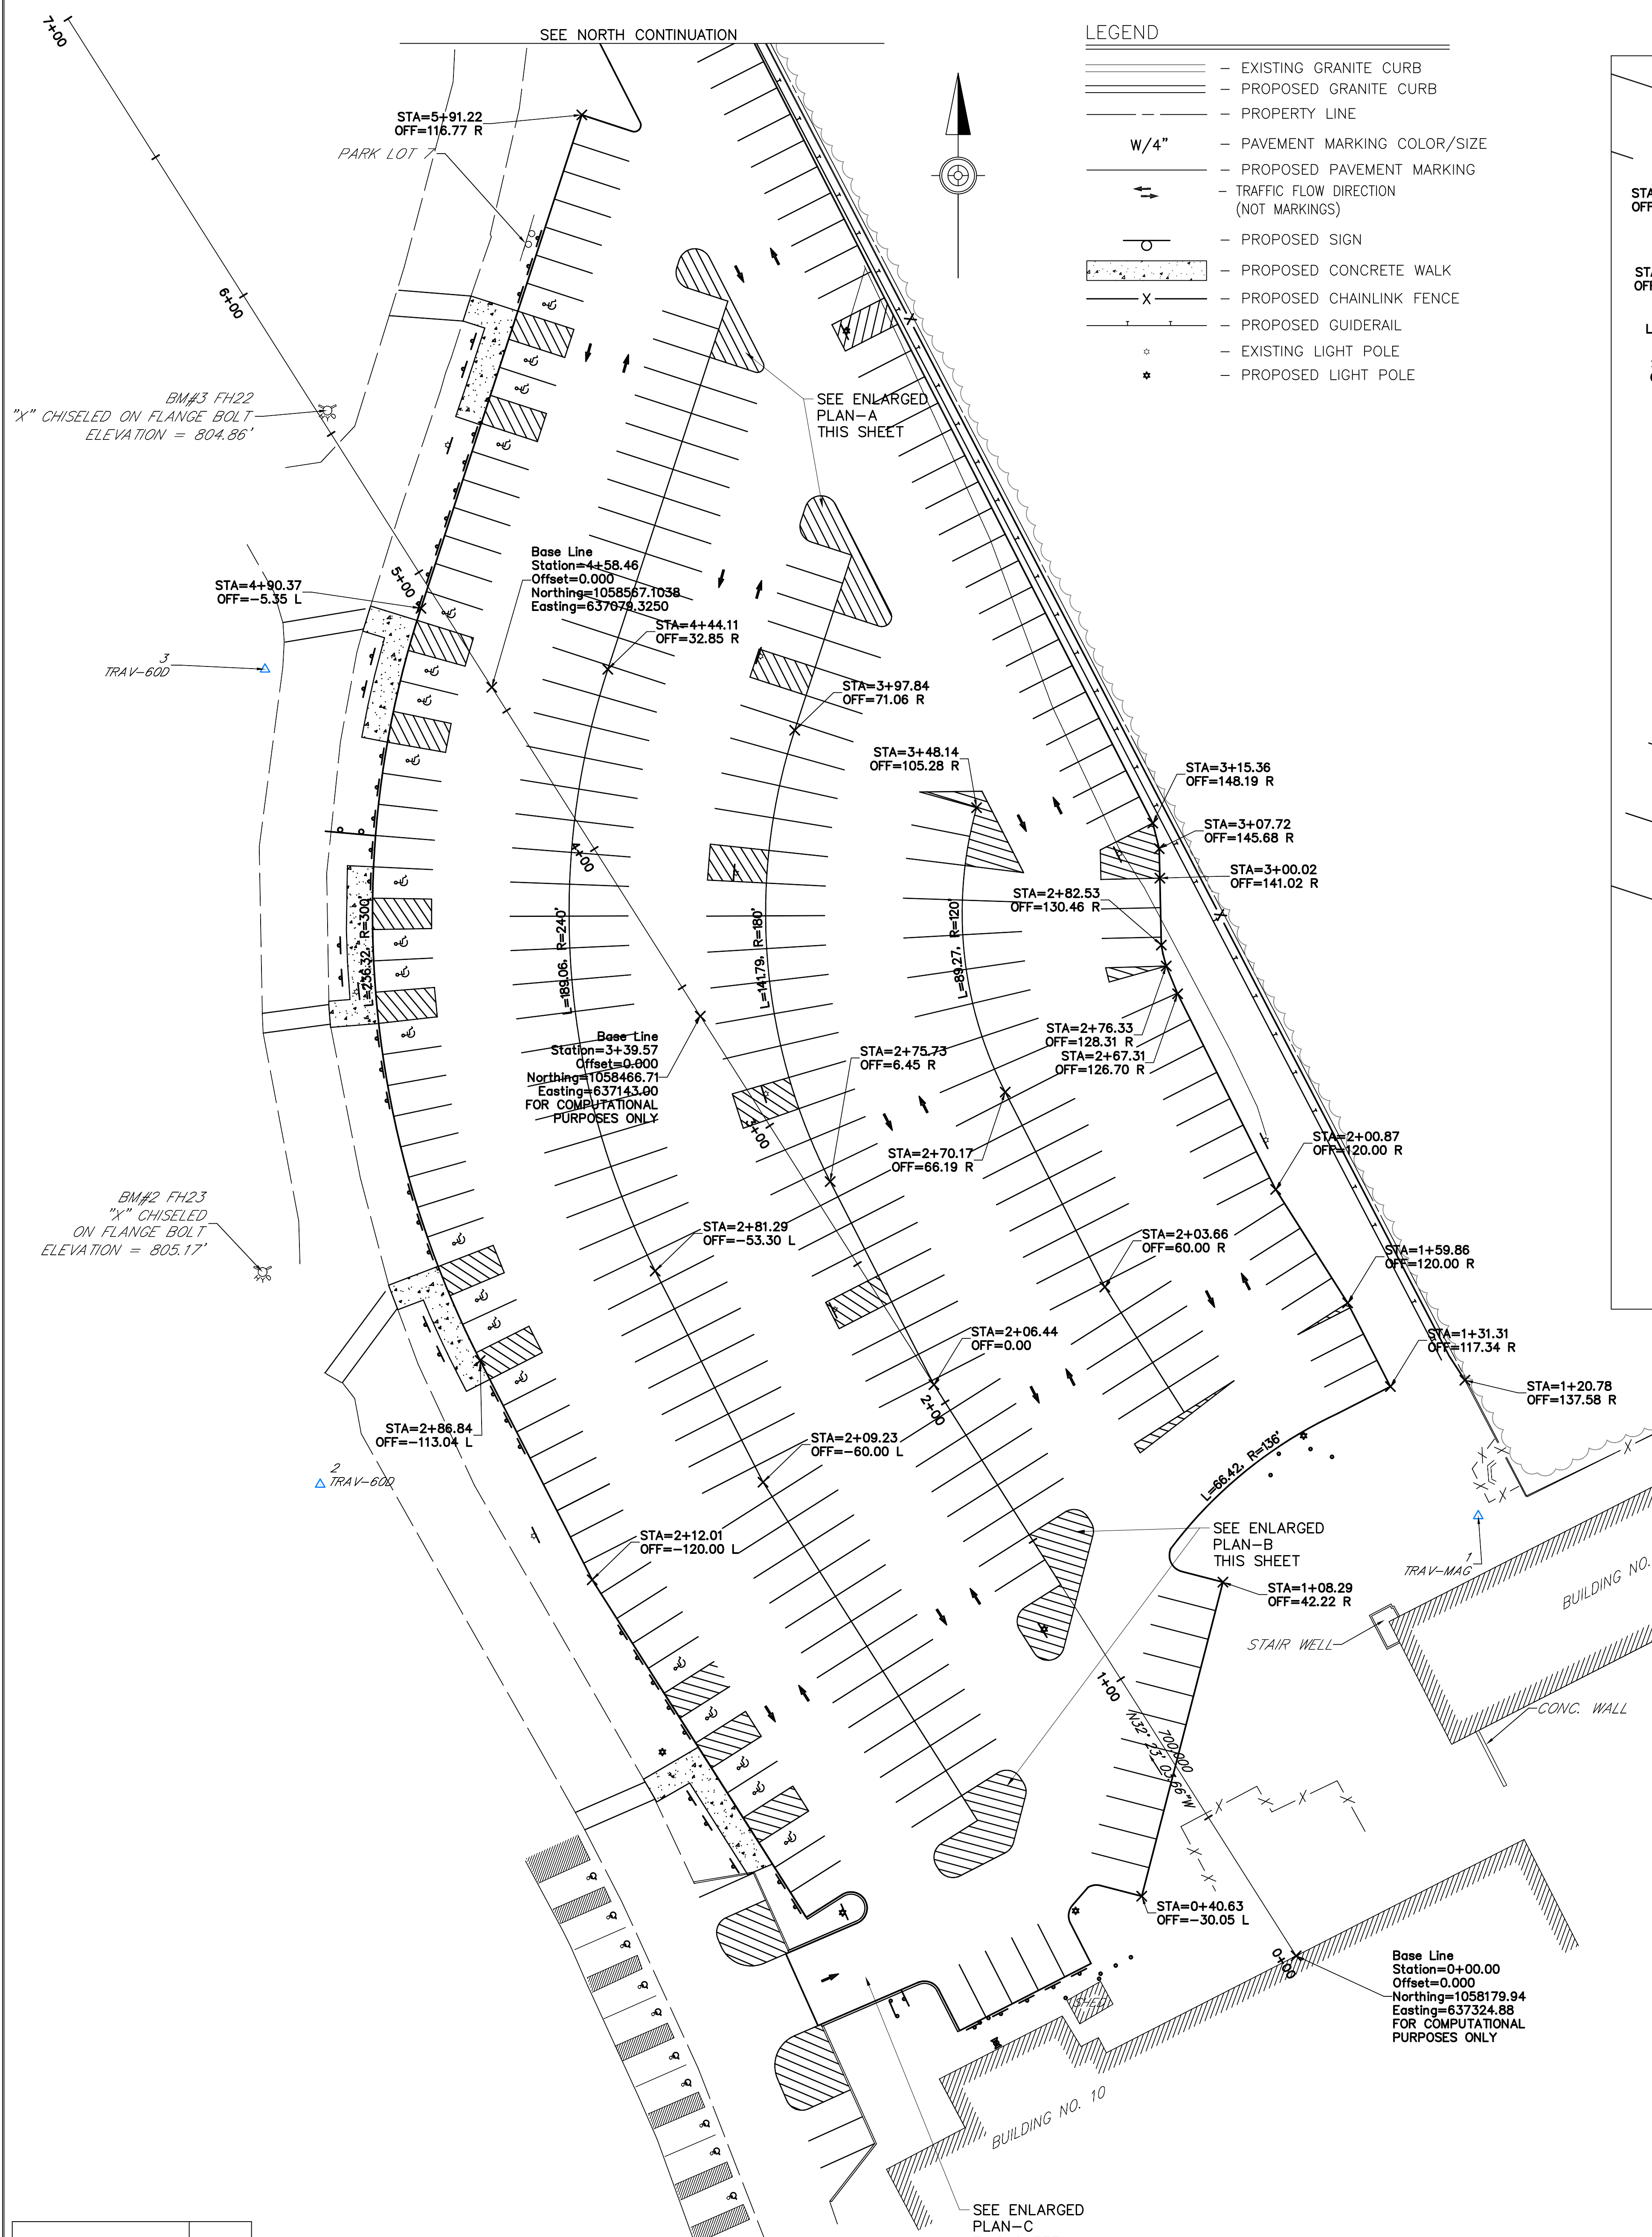 SEE NORTH CONTINUATION
LEGEND
— EXISTING GRANITE CURB
— PROPOSED GRANITE CURB
— PROPERTY LINE
W/4" — PAVEMENT MARKING COLOR/SIZE
— PROPOSED PAVEMENT MARKING
— TRAFFIC FLOW DIRECTION
(NOT MARKINGS)
— PROPOSED SIGN
— PROPOSED CONCRETE WALK
X — PROPOSED CHAINLINK FENCE
— PROPOSED GUIDERAIL
— EXISTING LIGHT POLE
— PROPOSED LIGHT POLE
7+00
STA=5+91.22
OFF=116.77 R
PARK LOT 7
6+00
BM#3 FH22
"X" CHISELED ON FLANGE BOLT
ELEVATION = 804.86'
SEE ENLARGED
PLAN-A
THIS SHEET
STA=4+90.37
OFF=-5.35 L
5+00
Base Line
Station=4+58.46
Offset=0.000
Northing=1058567.1038
Easting=637079.3250
STA=4+44.11
OFF=32.85 R
3
TRAV-60D
STA=3+97.84
OFF=71.06 R
STA=3+48.14
OFF=105.28 R
STA=3+15.36
OFF=148.19 R
STA=3+07.72
OFF=145.68 R
STA=3+00.02
OFF=141.02 R
4+00
STA=2+82.53
OFF=130.46 R
L=236.32, R=300'
L=189.06, R=240'
L=141.79, R=180'
L=89.27, R=120'
Base Line
Station=3+39.57
Offset=0.000
Northing=1058466.71
Easting=637143.00
FOR COMPUTATIONAL
PURPOSES ONLY
STA=2+76.33
OFF=128.31 R
STA=2+67.31
OFF=126.70 R
STA=2+75.73
OFF=6.45 R
3+00
STA=2+70.17
OFF=66.19 R
STA=2+00.87
OFF=120.00 R
BM#2 FH23
"X" CHISELED
ON FLANGE BOLT
ELEVATION = 805.17'
STA=2+81.29
OFF=-53.30 L
STA=2+03.66
OFF=60.00 R
STA=1+59.86
OFF=120.00 R
STA=2+06.44
OFF=0.00
STA=1+31.31
OFF=117.34 R
STA=1+20.78
OFF=137.58 R
2+00
STA=2+86.84
OFF=-113.04 L
STA=2+09.23
OFF=-60.00 L
2
TRAV-60D
L=66.42, R=136'
STA=2+12.01
OFF=-120.00 L
SEE ENLARGED
PLAN-B
THIS SHEET
1
TRAV-MAG
STA=1+08.29
OFF=42.22 R
BUILDING NO.
STAIR WELL
1+00
700.000
N32° 23' 03.66"W
CONC. WALL
STA=0+40.63
OFF=-30.05 L
0+00
Base Line
Station=0+00.00
Offset=0.000
Northing=1058179.94
Easting=637324.88
FOR COMPUTATIONAL
PURPOSES ONLY
SHED
BUILDING NO. 10
SEE ENLARGED
PLAN-C